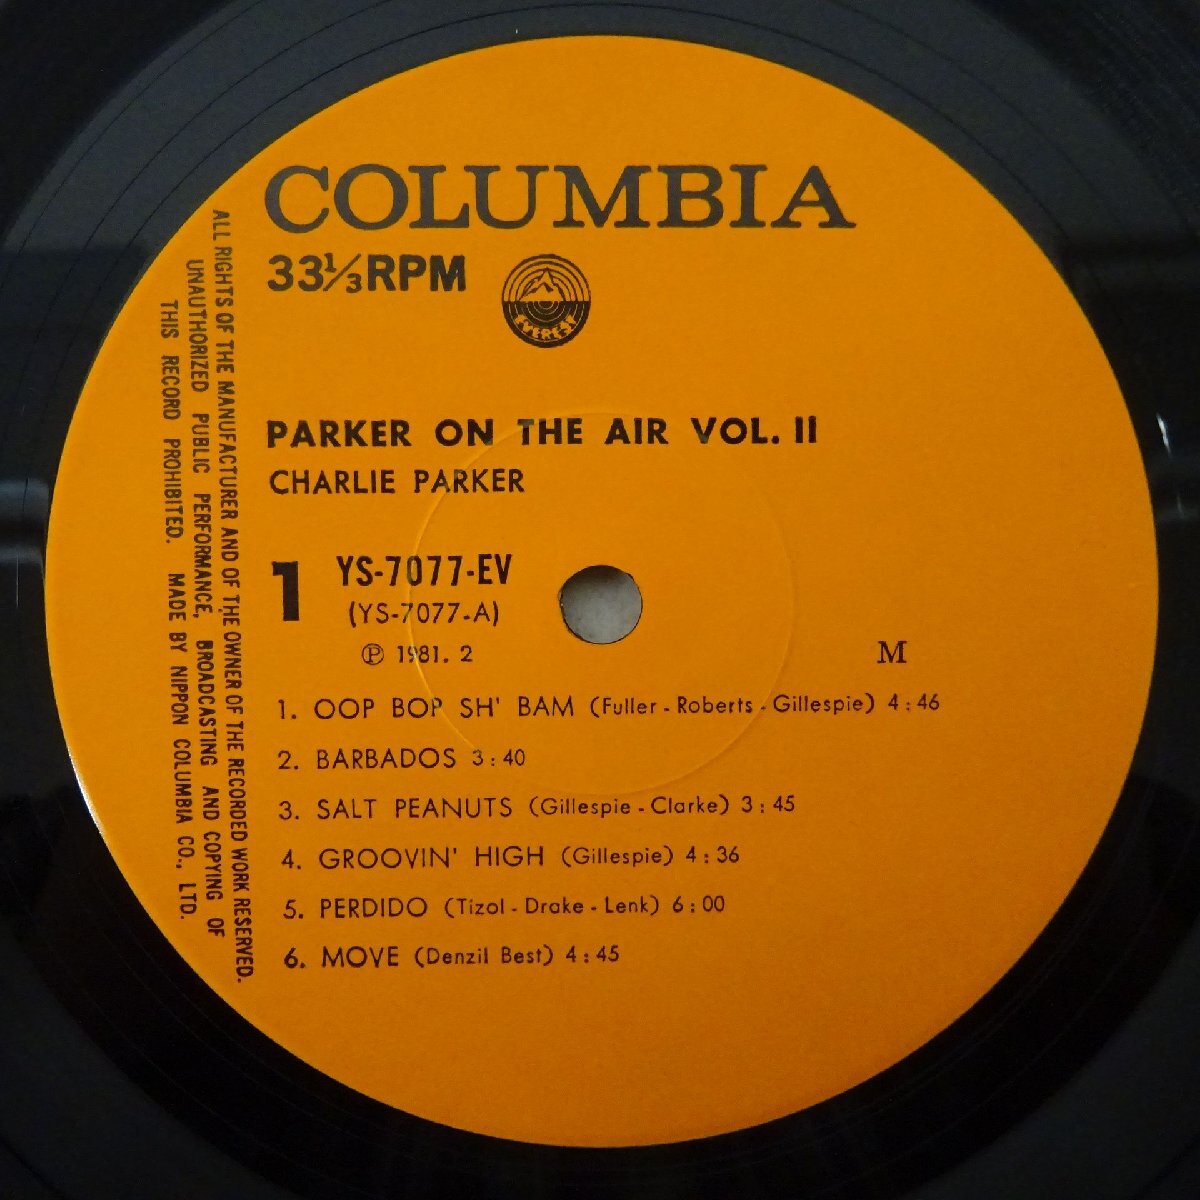 COLUMBIA
33⅓RPM
EVEREST
PARKER ON THE AIR VOL. II
CHARLIE PARKER
1 YS-7077-EV
(YS-7077-A)
℗ 1981. 2
M
1. OOP BOP SH' BAM (Fuller - Roberts - Gillespie) 4 : 46
2. BARBADOS 3 : 40
3. SALT PEANUTS (Gillespie - Clarke) 3 : 45
4. GROOVIN' HIGH (Gillespie) 4 : 36
5. PERDIDO (Tizol - Drake - Lenk) 6 : 00
6. MOVE (Denzil Best) 4 : 45
ALL RIGHTS OF THE MANUFACTURER AND OF THE OWNER OF THE RECORDED WORK RESERVED.
UNAUTHORIZED PUBLIC PERFORMANCE, BROADCASTING AND COPYING OF
THIS RECORD PROHIBITED. MADE BY NIPPON COLUMBIA CO., LTD.